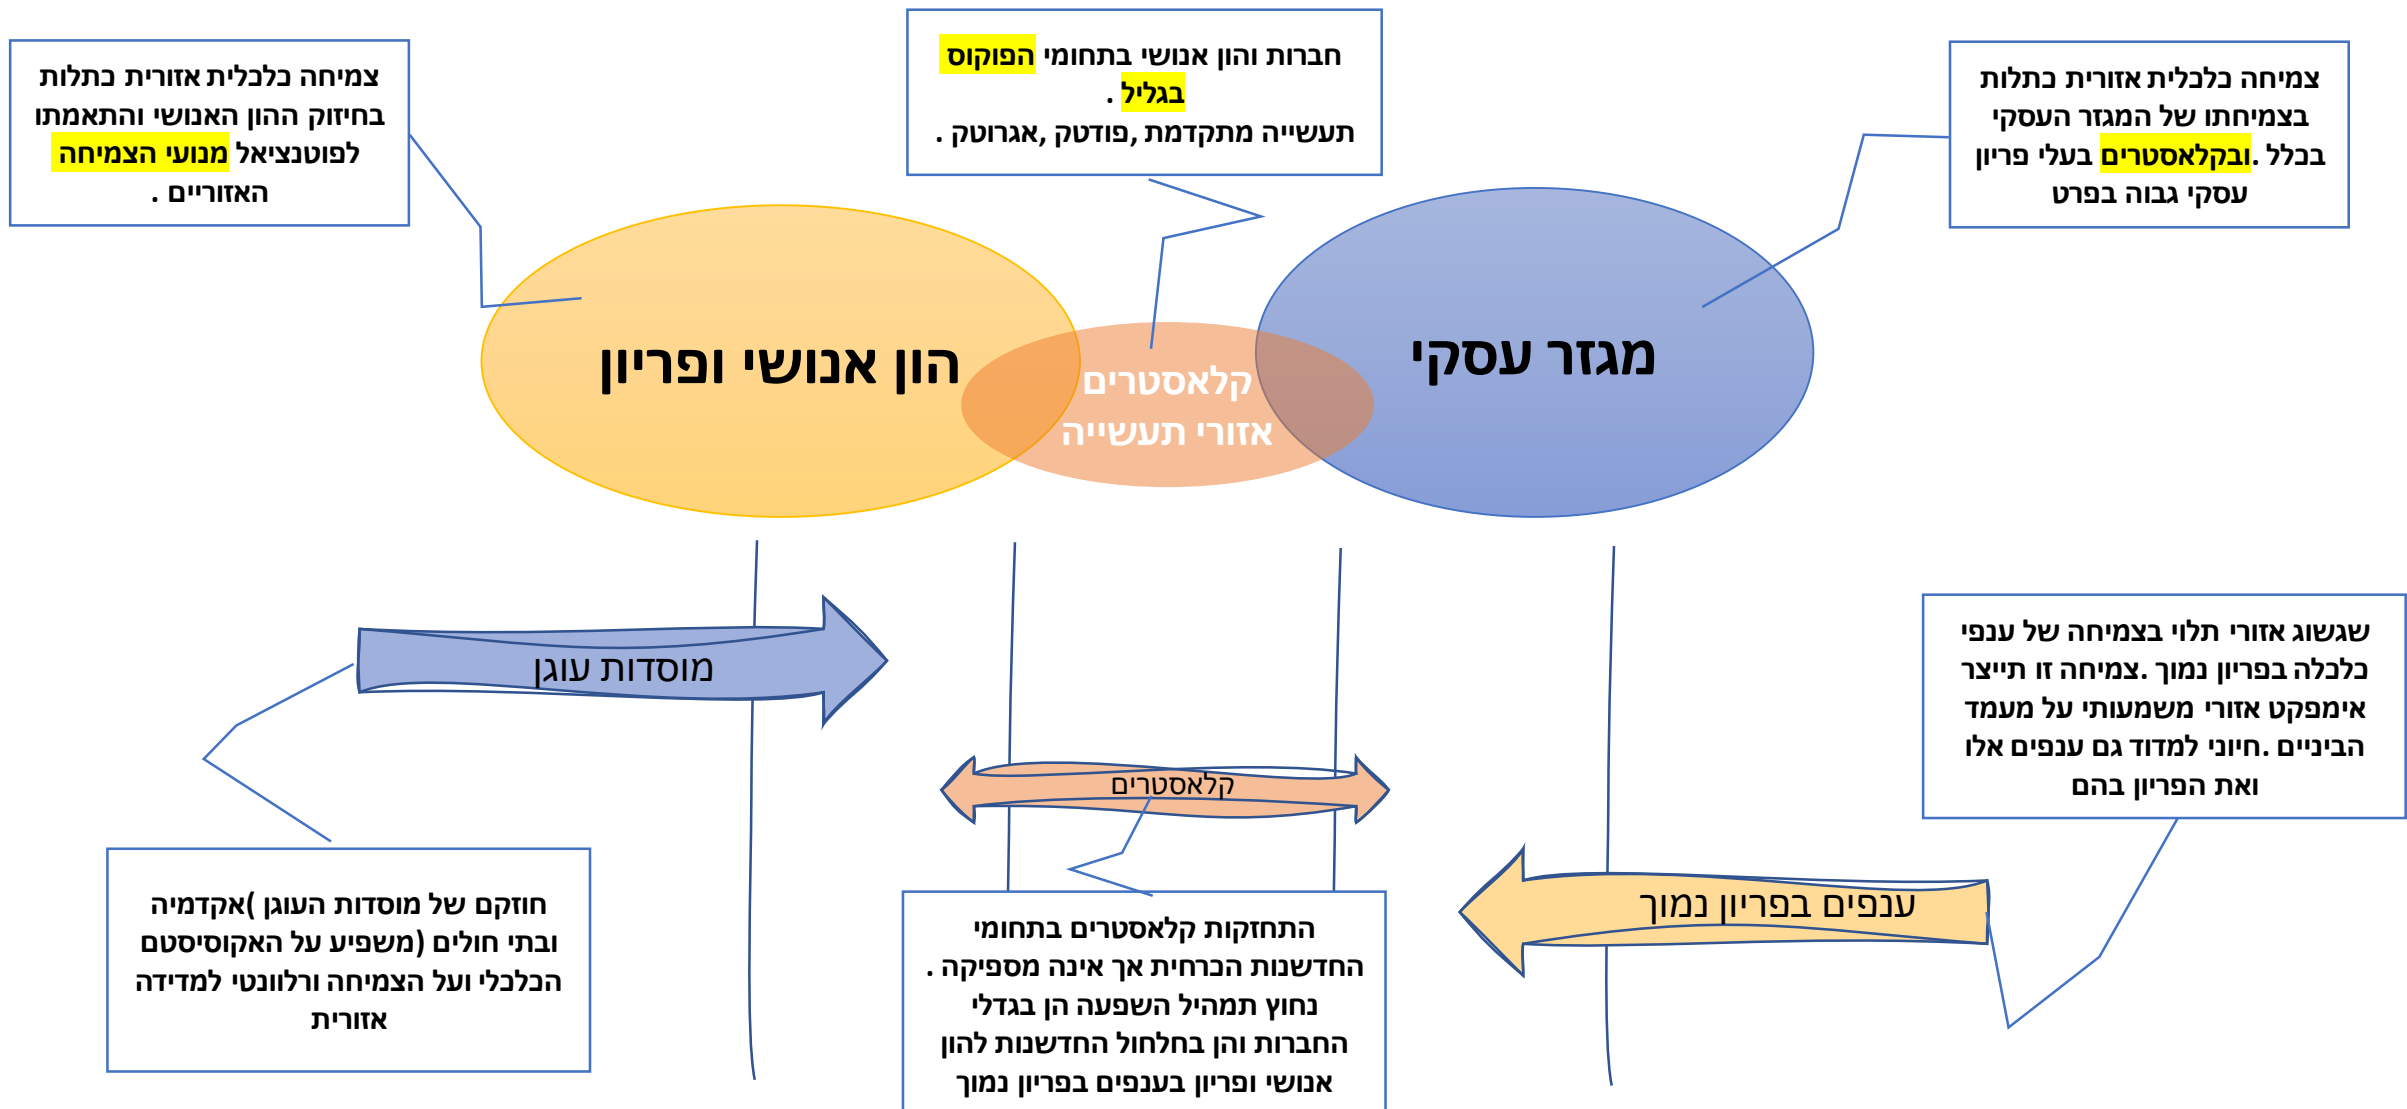 חברות והון אנושי בתחומי הפוקוס
בגליל .
תעשייה מתקדמת ,פודטק ,אגרוטק .
צמיחה כלכלית אזורית כתלות
בצמיחתו של המגזר העסקי
בכלל .ובקלאסטרים בעלי פריון
עסקי גבוה בפרט
צמיחה כלכלית אזורית כתלות
בחיזוק ההון האנושי והתאמתו
לפוטנציאל מנועי הצמיחה
האזוריים .
מגזר עסקי
קלאסטרים
אזורי תעשייה
הון אנושי ופריון
שגשוג אזורי תלוי בצמיחה של ענפי
כלכלה בפריון נמוך .צמיחה זו תייצר
אימפקט אזורי משמעותי על מעמד
הביניים .חיוני למדוד גם ענפים אלו
ואת הפריון בהם
מוסדות עוגן
קלאסטרים
ענפים בפריון נמוך
התחזקות קלאסטרים בתחומי
החדשנות הכרחית אך אינה מספיקה .
נחוץ תמהיל השפעה הן בגדלי
החברות והן בחלחול החדשנות להון
אנושי ופריון בענפים בפריון נמוך
חוזקם של מוסדות העוגן )אקדמיה
ובתי חולים (משפיע על האקוסיסטם
הכלכלי ועל הצמיחה ורלוונטי למדידה
אזורית